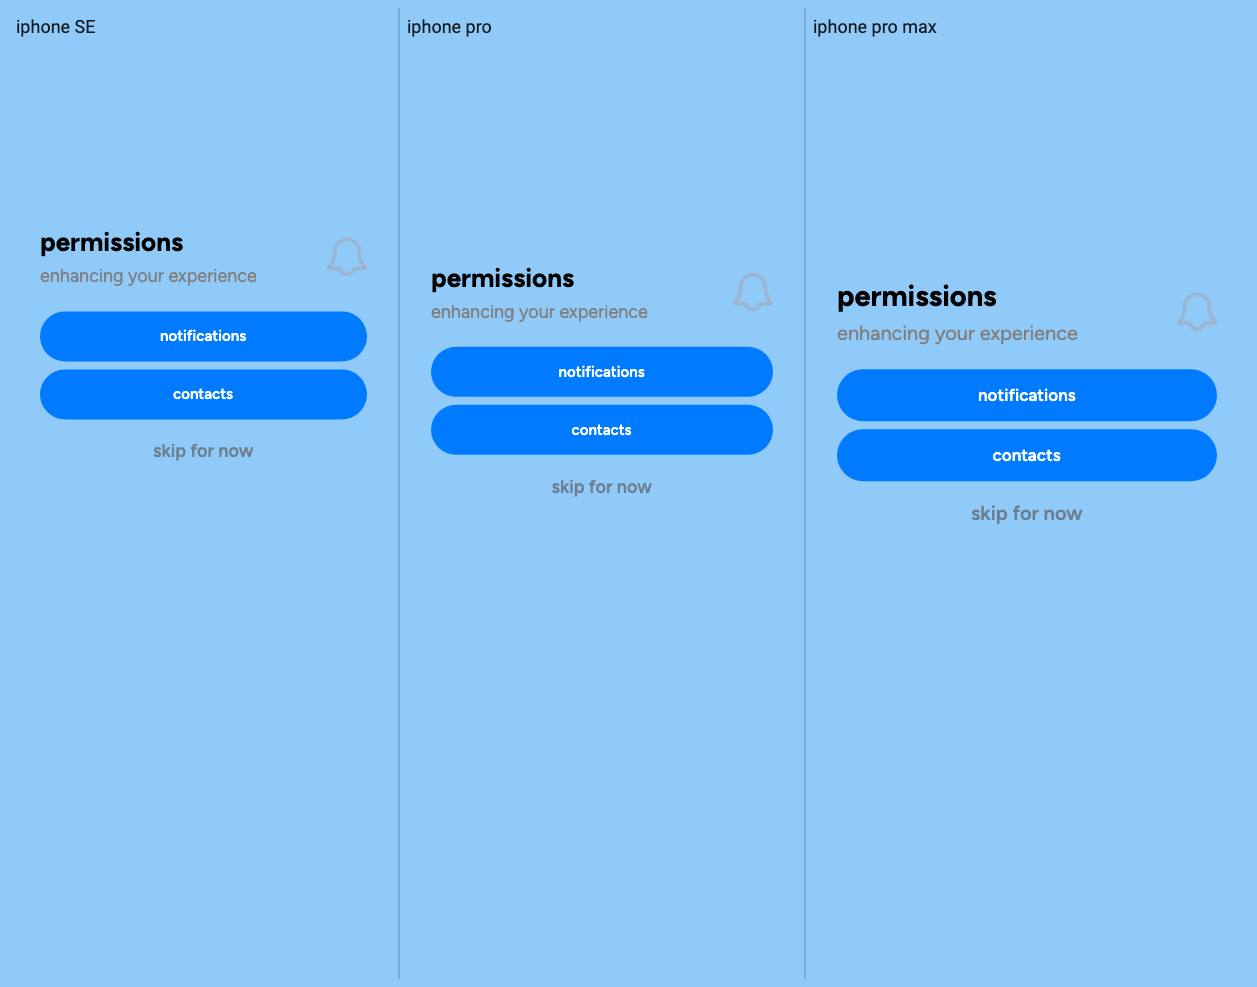 iphone SE
permissions
enhancing your experience
notifications
contacts
skip for now
iphone pro
permissions
enhancing your experience
notifications
contacts
skip for now
iphone pro max
permissions
enhancing your experience
notifications
contacts
skip for now